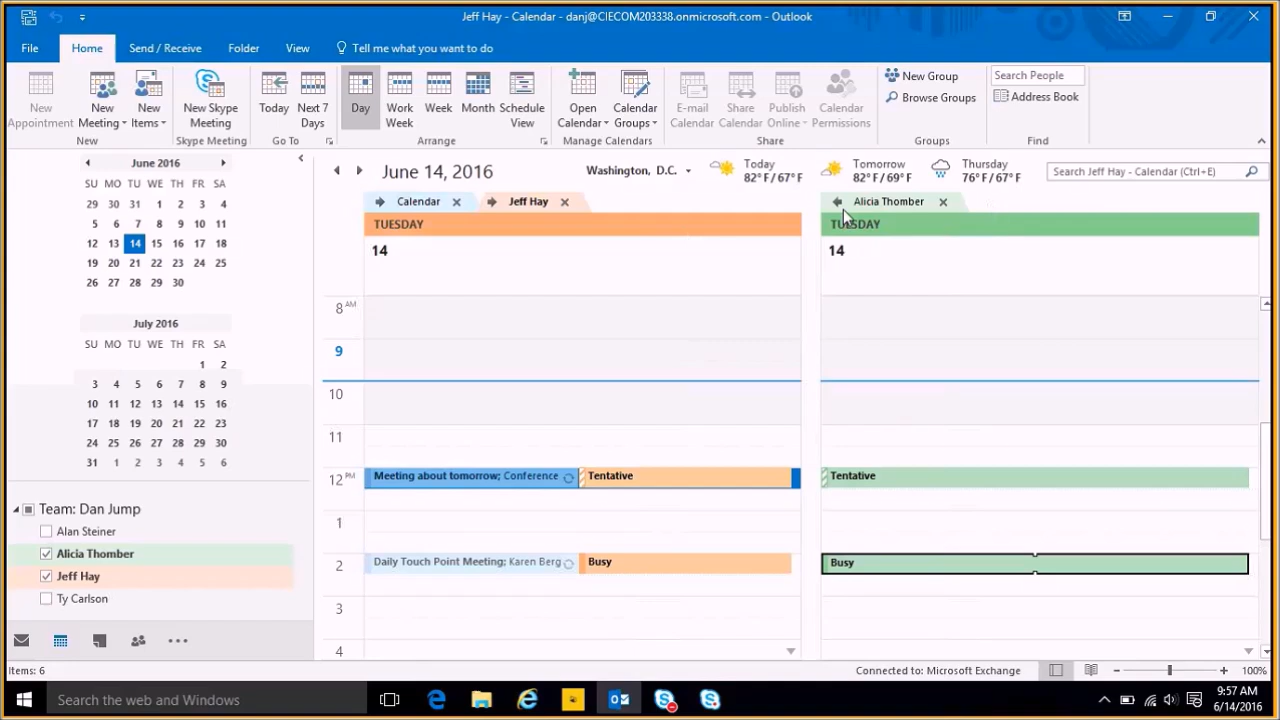 Jeff Hay - Calendar - danj@CIECOM203338.onmicrosoft.com - Outlook
File Home Send / Receive Folder View Tell me what you want to do
New Appointment
New Meeting
New Items
New
New Skype Meeting
Skype Meeting
Today
Next 7 Days
Go To
Day
Work Week
Week
Month
Schedule View
Arrange
Open Calendar
Calendar Groups
Manage Calendars
E-mail Calendar
Share Calendar
Publish Online
Calendar Permissions
Share
New Group
Browse Groups
Groups
Search People
Address Book
Find
June 2016
SU MO TU WE TH FR SA
29 30 31 1 2 3 4
5 6 7 8 9 10 11
12 13 14 15 16 17 18
19 20 21 22 23 24 25
26 27 28 29 30
July 2016
SU MO TU WE TH FR SA
1 2
3 4 5 6 7 8 9
10 11 12 13 14 15 16
17 18 19 20 21 22 23
24 25 26 27 28 29 30
31 1 2 3 4 5 6
Team: Dan Jump
Alan Steiner
Alicia Thomber
Jeff Hay
Ty Carlson
June 14, 2016
Washington, D.C.
Today
82° F / 67° F
Tomorrow
82° F / 69° F
Thursday
76° F / 67° F
Search Jeff Hay - Calendar (Ctrl+E)
Calendar
Jeff Hay
Alicia Thomber
TUESDAY
TUESDAY
14
14
8 AM
9
10
11
12 PM
Meeting about tomorrow; Conference
Tentative
Tentative
1
2
Daily Touch Point Meeting; Karen Berg
Busy
Busy
3
4
Items: 6
Connected to: Microsoft Exchange
100%
Search the web and Windows
9:57 AM
6/14/2016